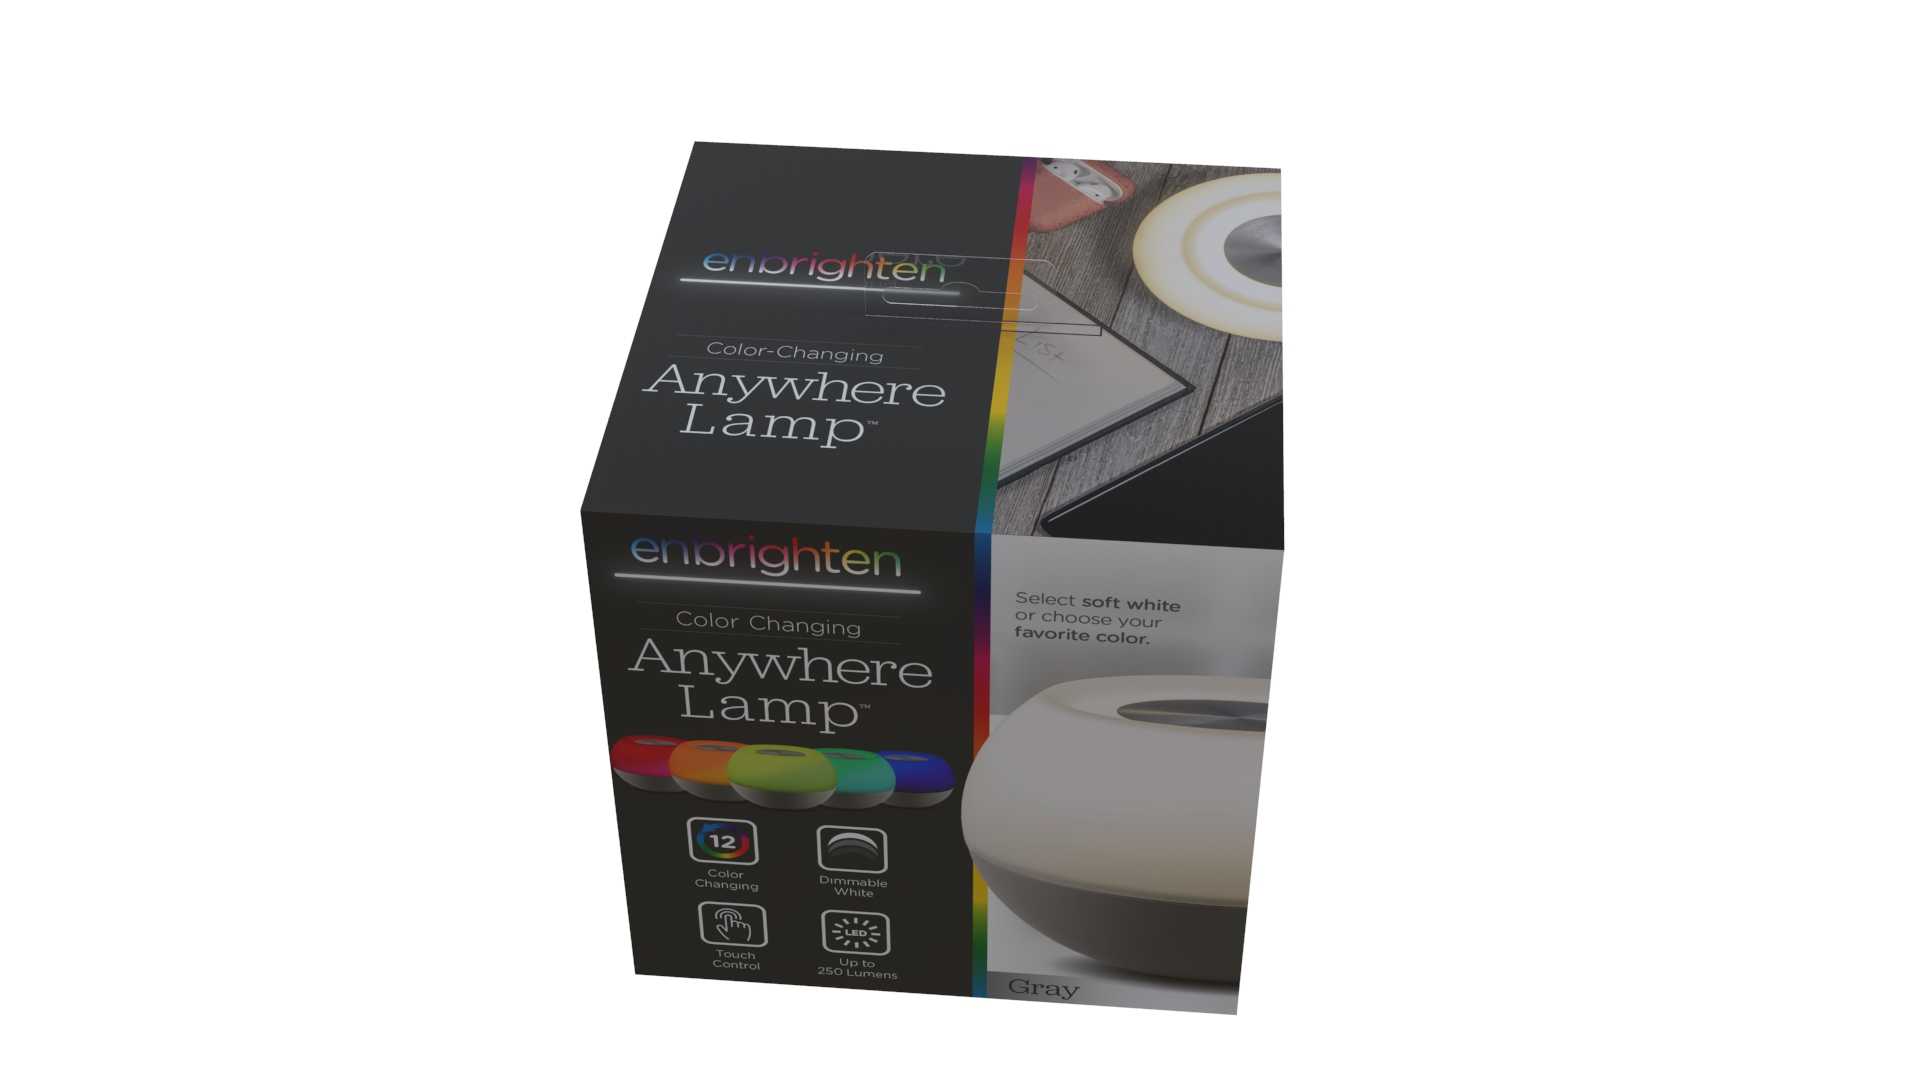 enbrighten
Color-Changing
Anywhere
Lamp™
List
enbrighten
Color Changing
Anywhere
Lamp™
Select soft white
or choose your
favorite color.
12
Color
Changing
Dimmable
White
Touch
Control
LED
Up to
250 Lumens
Gray